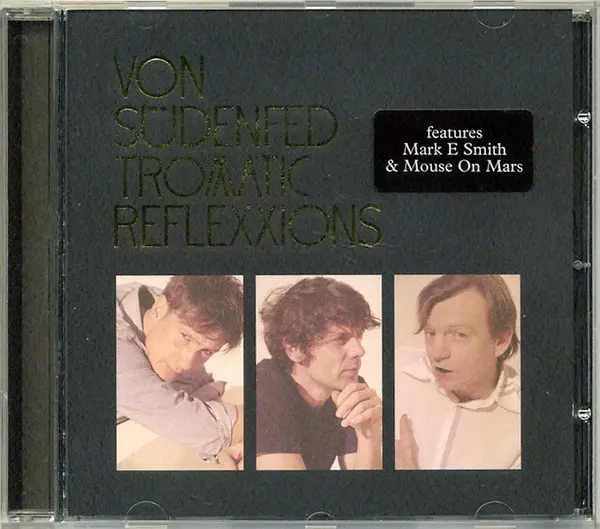 VON
SÜDENFED
TROMATIC
REFLEXXIONS
features
Mark E Smith
& Mouse On Mars